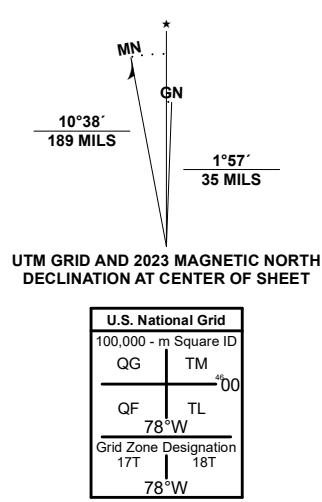 MN
GN
10°38´
189 MILS
1°57´
35 MILS
UTM GRID AND 2023 MAGNETIC NORTH
DECLINATION AT CENTER OF SHEET
U.S. National Grid
100,000 - m Square ID
QG TM
4600
QF TL
78°W
Grid Zone Designation
17T 18T
78°W